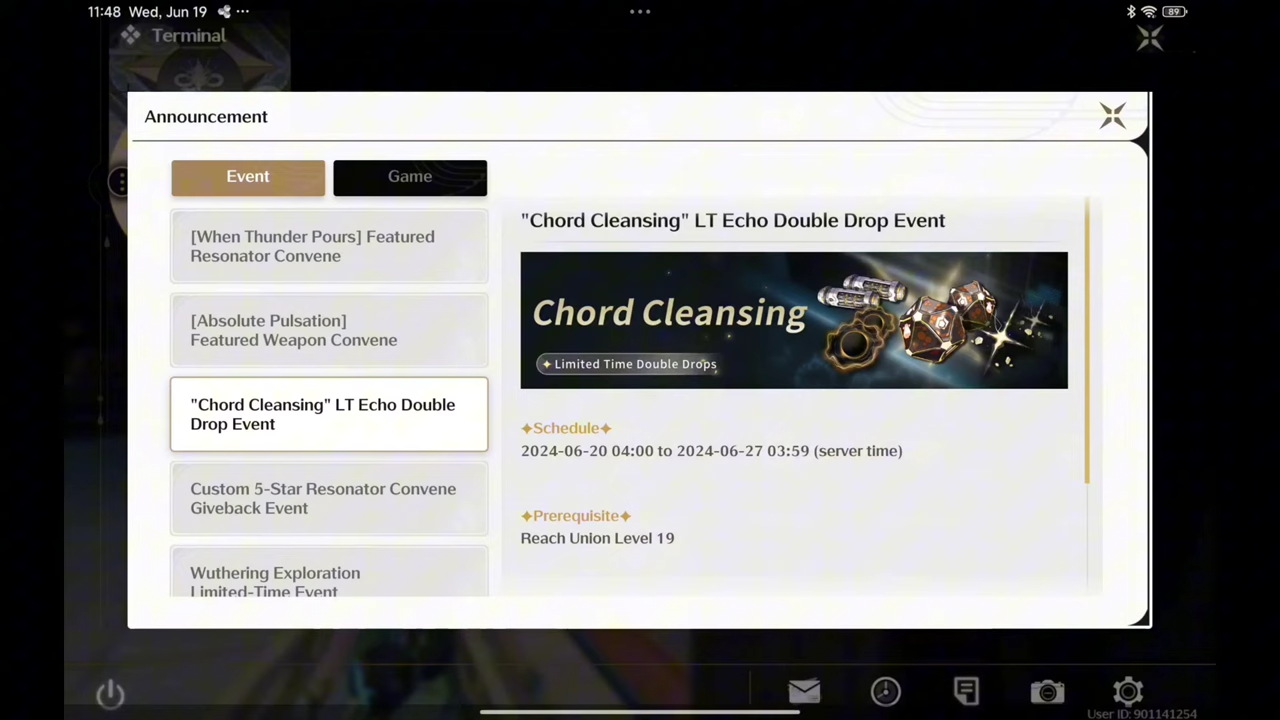 11:48 Wed, Jun 19
89
Terminal
Announcement
Event
Game
[When Thunder Pours] Featured
Resonator Convene
[Absolute Pulsation]
Featured Weapon Convene
"Chord Cleansing" LT Echo Double
Drop Event
Custom 5-Star Resonator Convene
Giveback Event
Wuthering Exploration
Limited-Time Event
"Chord Cleansing" LT Echo Double Drop Event
Chord Cleansing
Limited Time Double Drops
Schedule
2024-06-20 04:00 to 2024-06-27 03:59 (server time)
Prerequisite
Reach Union Level 19
User ID: 901141254